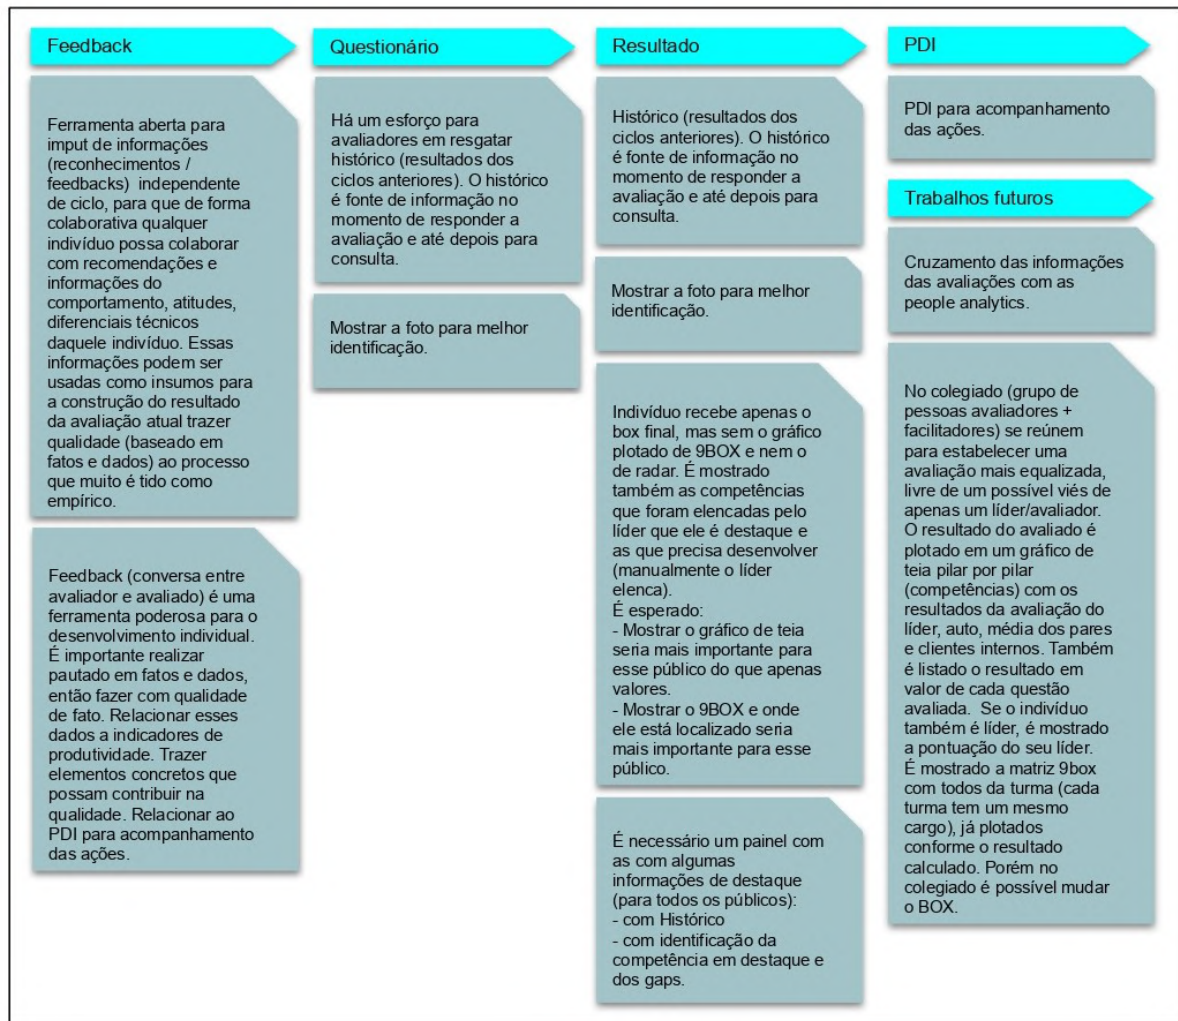 Feedback
Ferramenta aberta para
imput de informações
(reconhecimentos /
feedbacks)  independente
de ciclo, para que de forma
colaborativa qualquer
indivíduo possa colaborar
com recomendações e
informações do
comportamento, atitudes,
diferenciais técnicos
daquele indivíduo. Essas
informações podem ser
usadas como insumos para
a construção do resultado
da avaliação atual trazer
qualidade (baseado em
fatos e dados) ao processo
que muito é tido como
empírico.
Feedback (conversa entre
avaliador e avaliado) é uma
ferramenta poderosa para o
desenvolvimento individual.
É importante realizar
pautado em fatos e dados,
então fazer com qualidade
de fato. Relacionar esses
dados a indicadores de
produtividade. Trazer
elementos concretos que
possam contribuir na
qualidade. Relacionar ao
PDI para acompanhamento
das ações.
Questionário
Há um esforço para
avaliadores em resgatar
histórico (resultados dos
ciclos anteriores). O histórico
é fonte de informação no
momento de responder a
avaliação e até depois para
consulta.
Mostrar a foto para melhor
identificação.
Resultado
Histórico (resultados dos
ciclos anteriores). O histórico
é fonte de informação no
momento de responder a
avaliação e até depois para
consulta.
Mostrar a foto para melhor
identificação.
Indivíduo recebe apenas o
box final, mas sem o gráfico
plotado de 9BOX e nem o
de radar. É mostrado
também as competências
que foram elencadas pelo
líder que ele é destaque e
as que precisa desenvolver
(manualmente o líder
elenca).
É esperado:
- Mostrar o gráfico de teia
seria mais importante para
esse público do que apenas
valores.
- Mostrar o 9BOX e onde
ele está localizado seria
mais importante para esse
público.
É necessário um painel com
as com algumas
informações de destaque
(para todos os públicos):
- com Histórico
- com identificação da
competência em destaque e
dos gaps.
PDI
PDI para acompanhamento
das ações.
Trabalhos futuros
Cruzamento das informações
das avaliações com as
people analytics.
No colegiado (grupo de
pessoas avaliadores +
facilitadores) se reúnem
para estabelecer uma
avaliação mais equalizada,
livre de um possível viés de
apenas um líder/avaliador.
O resultado do avaliado é
plotado em um gráfico de
teia pilar por pilar
(competências) com os
resultados da avaliação do
líder, auto, média dos pares
e clientes internos. Também
é listado o resultado em
valor de cada questão
avaliada.  Se o indivíduo
também é líder, é mostrado
a pontuação do seu líder.
É mostrado a matriz 9box
com todos da turma (cada
turma tem um mesmo
cargo), já plotados
conforme o resultado
calculado. Porém no
colegiado é possível mudar
o BOX.